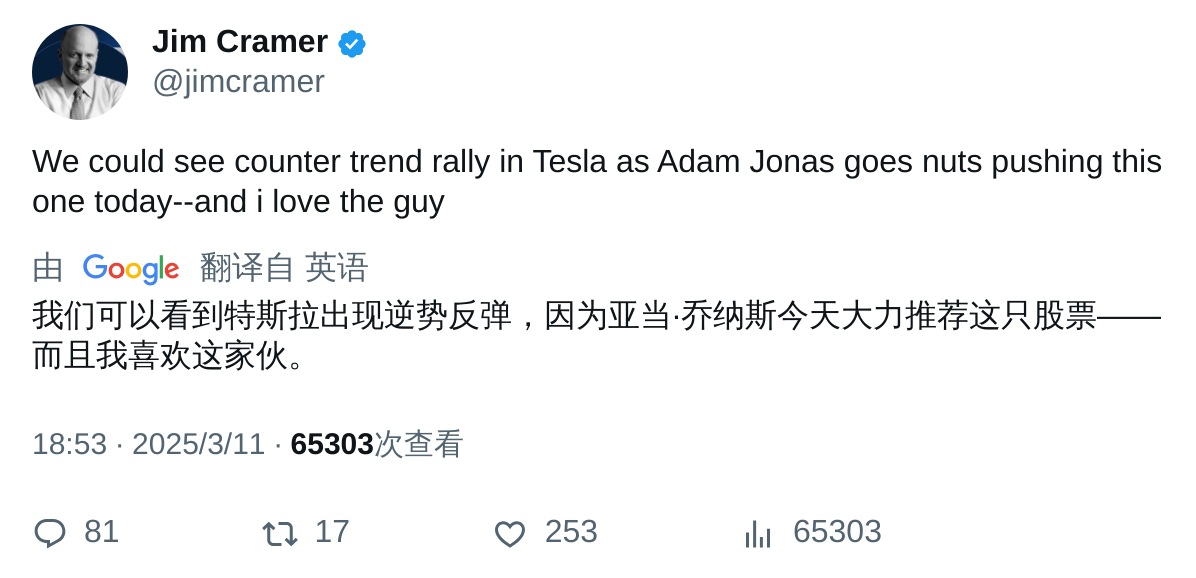 Jim Cramer
@jimcramer
We could see counter trend rally in Tesla as Adam Jonas goes nuts pushing this
one today--and i love the guy
由 Google 翻译自 英语
我们可以看到特斯拉出现逆势反弹，因为亚当·乔纳斯今天大力推荐这只股票——
而且我喜欢这家伙。
18:53 · 2025/3/11 · 65303次查看
81 17 253 65303